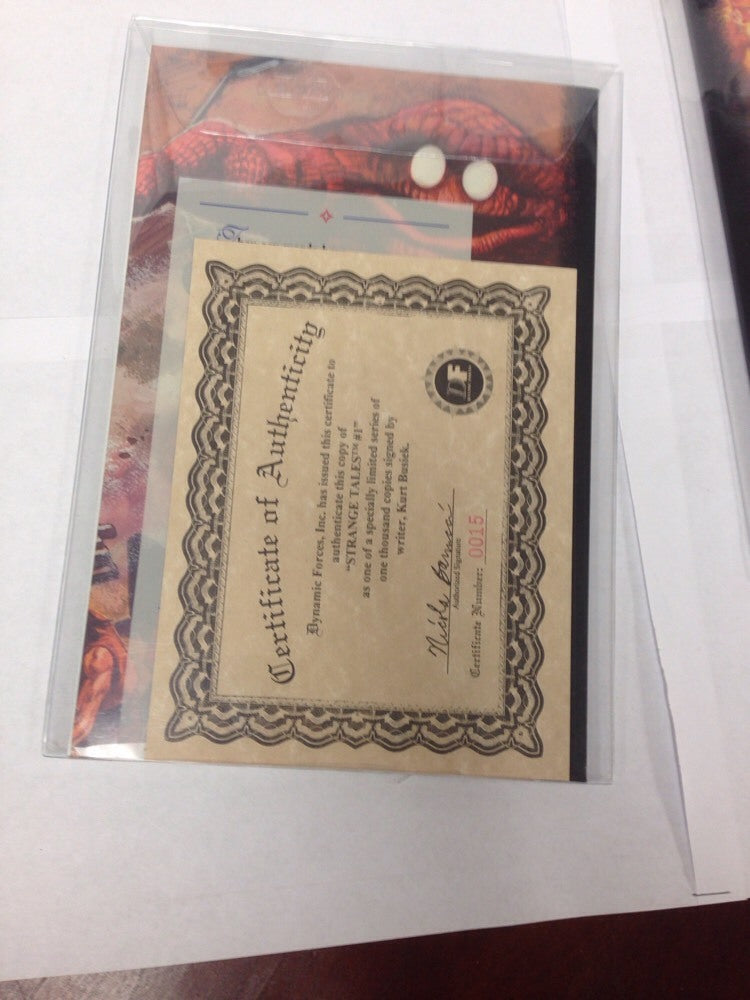 Certificate of Authenticity
Dynamic Forces, Inc. has issued this certificate to
authenticate this copy of
"STRANGE TALES™ #1"
as one of a specially limited series of
one thousand copies signed by
writer, Kurt Busiek.
DF
Authorized Signature
Certificate Number: 0015